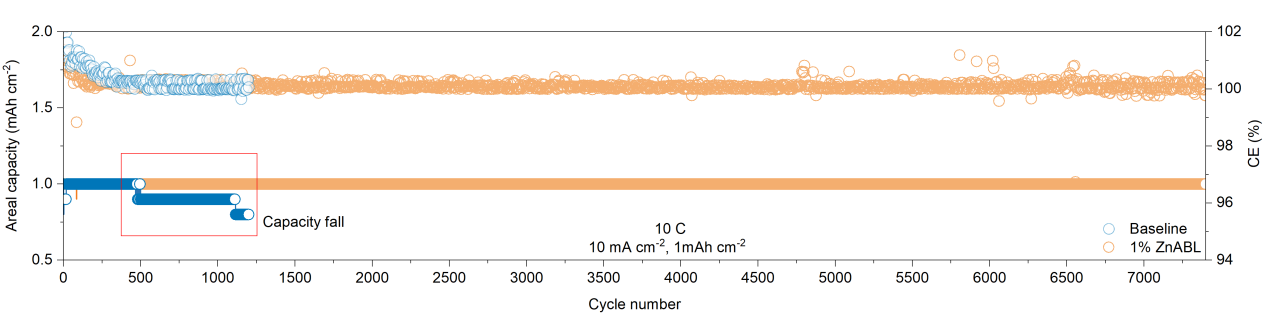 2.0
1.5
1.0
0.5
Areal capacity (mAh cm⁻²)
102
100
98
96
94
CE (%)
Capacity fall
10 C
10 mA cm⁻², 1mAh cm⁻²
Baseline
1% ZnABL
0 500 1000 1500 2000 2500 3000 3500 4000 4500 5000 5500 6000 6500 7000
Cycle number